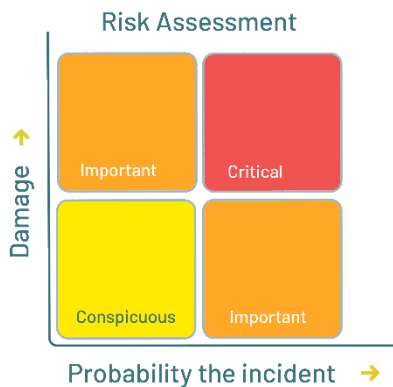 Risk Assessment
Damage
Important
Critical
Conspicuous
Important
Probability the incident